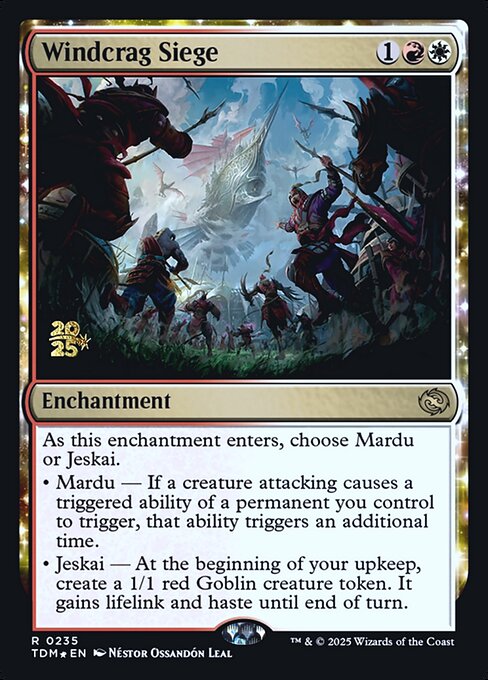 Windcrag Siege 1
20
25
Enchantment
As this enchantment enters, choose Mardu
or Jeskai.
• Mardu — If a creature attacking causes a
triggered ability of a permanent you control
to trigger, that ability triggers an additional
time.
• Jeskai — At the beginning of your upkeep,
create a 1/1 red Goblin creature token. It
gains lifelink and haste until end of turn.
R 0235
TDM★EN Néstor Ossandón Leal
™ & © 2025 Wizards of the Coast